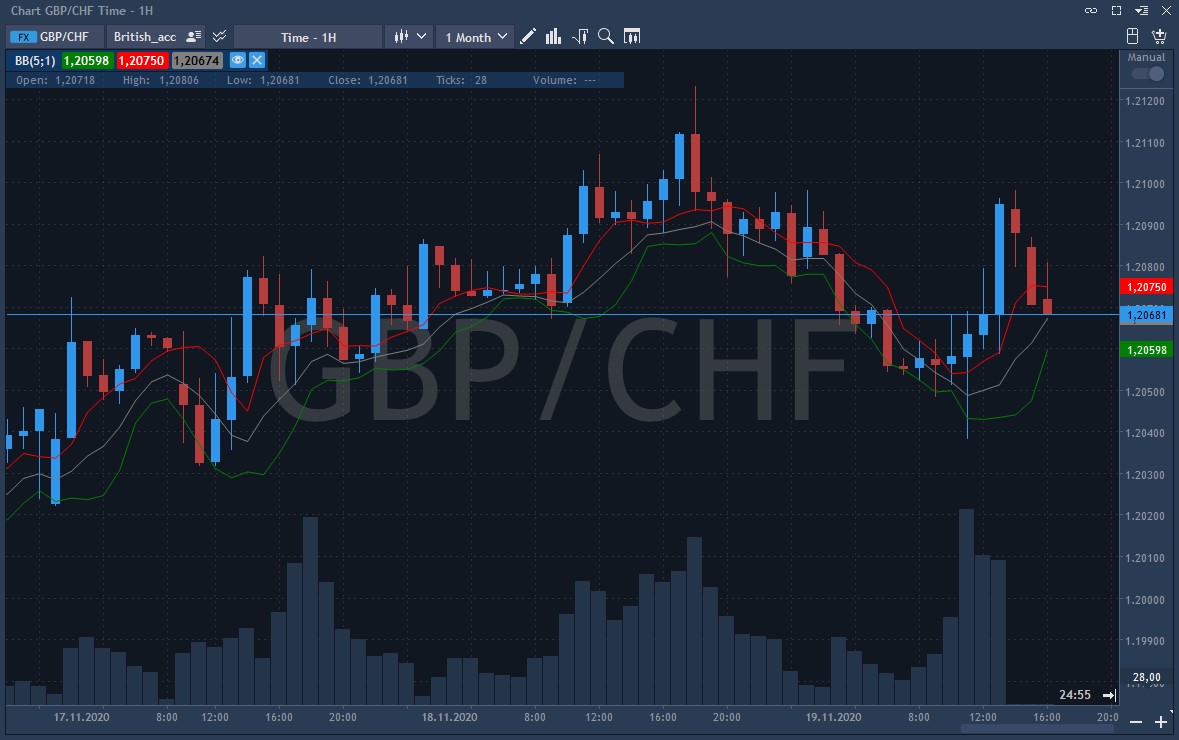 Chart GBP/CHF Time - 1H
FX GBP/CHF British_acc Time - 1H 1 Month
BB(5;1) 1,20598 1,20750 1,20674
Open: 1,20718 High: 1,20806 Low: 1,20681 Close: 1,20681 Ticks: 28 Volume: ---
Manual
1.21200
1.21100
1.21000
1.20900
1.20800
1,20750
1,20681
1,20598
1.20500
1.20400
1.20300
1.20200
1.20100
1.20000
1.19900
28,00
GBP/CHF
24:55
17.11.2020 8:00 12:00 16:00 20:00 18.11.2020 8:00 12:00 16:00 20:00 19.11.2020 8:00 12:00 16:00 20:0